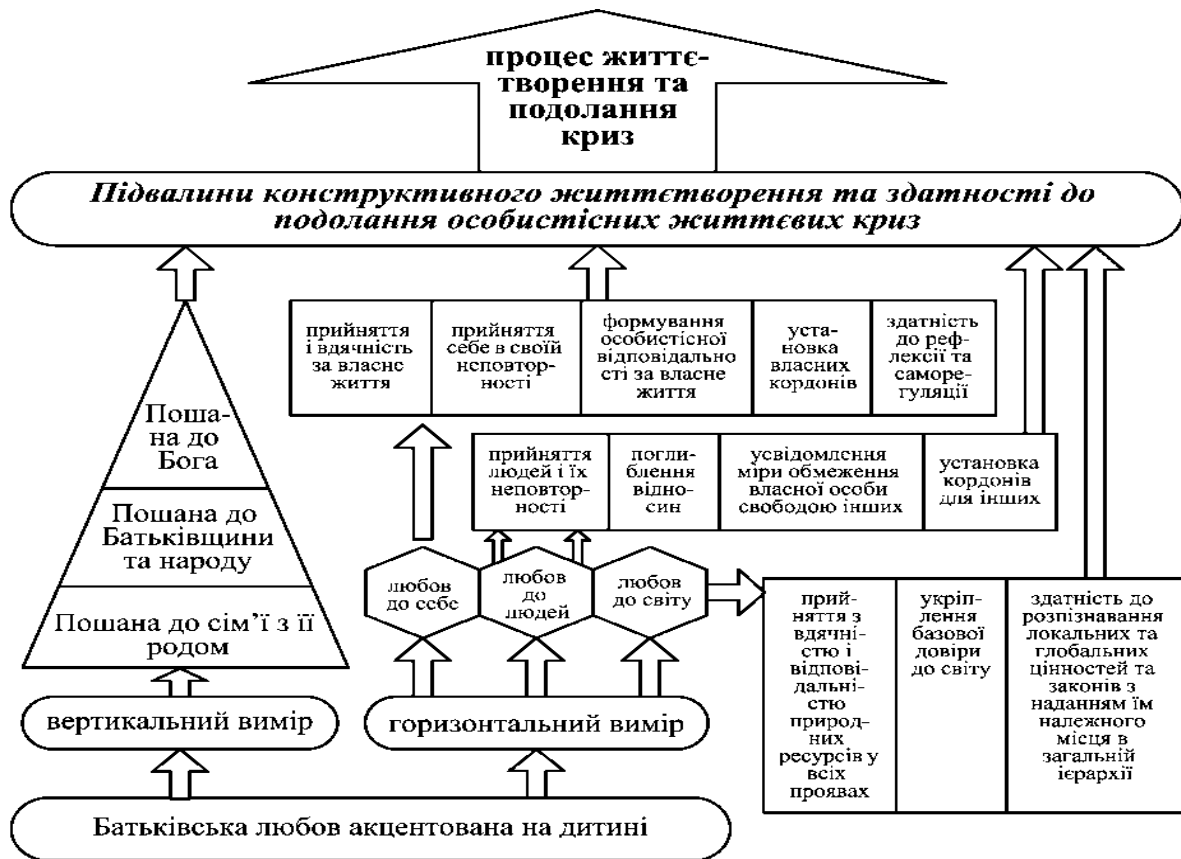 процес життє-
творення та
подолання
криз
Підвалини конструктивного життєтворення та здатності до
подолання особистісних життєвих криз
прийняття
і вдячність
за власне
життя
прийняття
себе в своїй
неповтор-
ності
формування
особистісної
відповідально
сті за власне
життя
уста-
новка
власних
кордонів
здатність
до реф-
лексії та
саморе-
гуляції
Поша-
на до
Бога
Пошана до
Батьківщини
та народу
Пошана до сім'ї з її
родом
прийняття
людей і їх
неповтор-
ності
погли-
блення
відно-
син
усвідомлення
міри обмеження
власної особи
свободою інших
установка
кордонів
для інших
любов
до себе
любов
до
людей
любов
до світу
прий-
няття з
вдячні-
стю і
відпові-
дальні-
стю
природ-
них
ресурсів у
всіх
проявах
укріп-
лення
базової
довіри
до світу
здатність до
розпізнавання
локальних та
глобальних
цінностей та
законів з
наданням їм
належного
місця в
загальній
ієрархії
вертикальний вимір
горизонтальний вимір
Батьківська любов акцентована на дитині